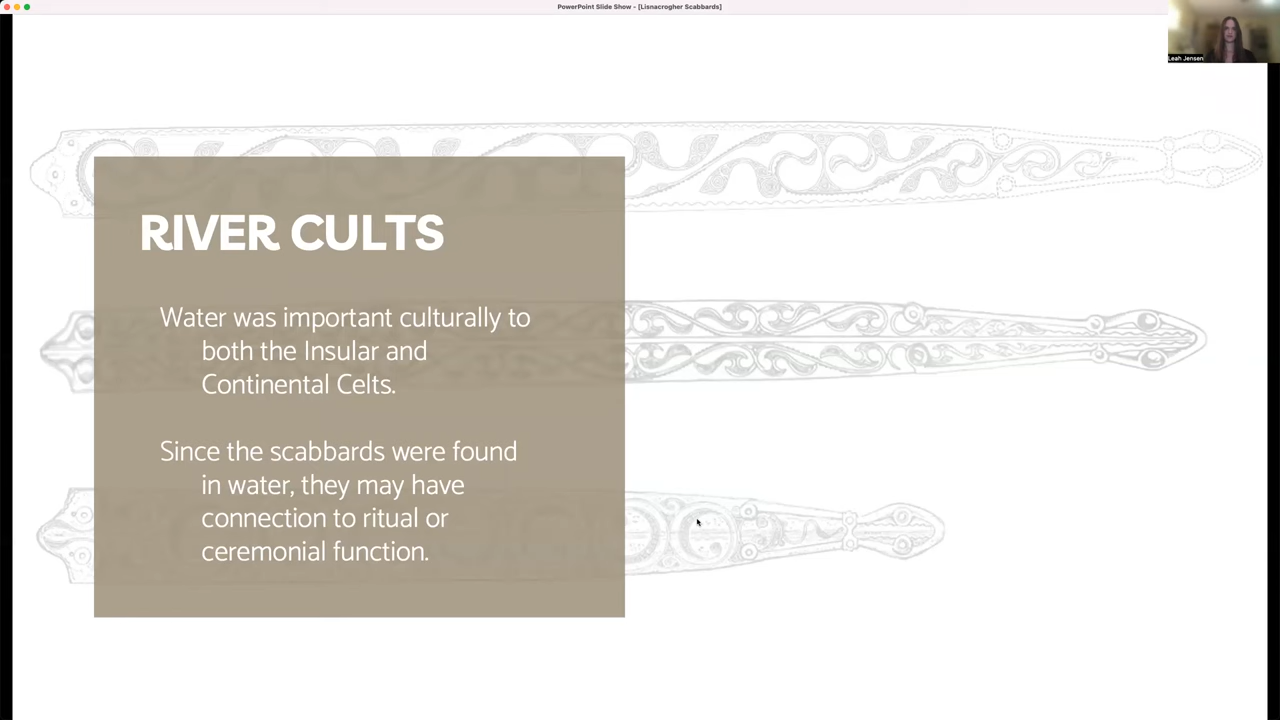 PowerPoint Slide Show - [Lisnacrogher Scabbards]
Leah Jensen
RIVER CULTS
Water was important culturally to
both the Insular and
Continental Celts.
Since the scabbards were found
in water, they may have
connection to ritual or
ceremonial function.